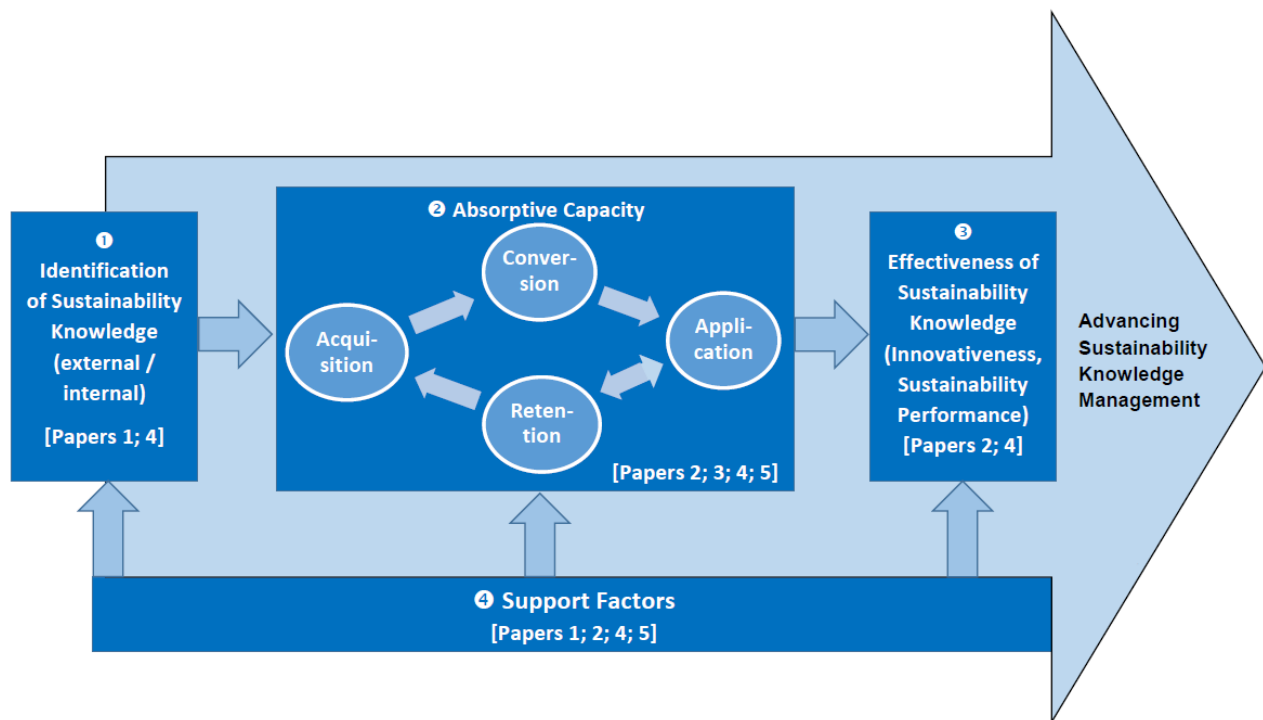 ❶
Identification
of Sustainability
Knowledge
(external /
internal)
[Papers 1; 4]
❷ Absorptive Capacity
Conver-
sion
Acqui-
sition
Appli-
cation
Reten-
tion
[Papers 2; 3; 4; 5]
❸
Effectiveness of
Sustainability
Knowledge
(Innovativeness,
Sustainability
Performance)
[Papers 2; 4]
Advancing
Sustainability
Knowledge
Management
❹ Support Factors
[Papers 1; 2; 4; 5]